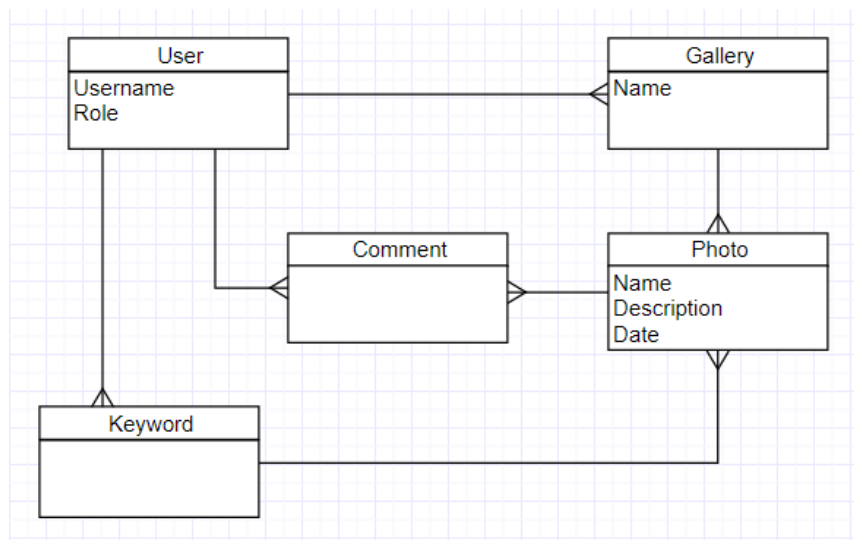 User
Username
Role
Gallery
Name
Comment
Photo
Name
Description
Date
Keyword